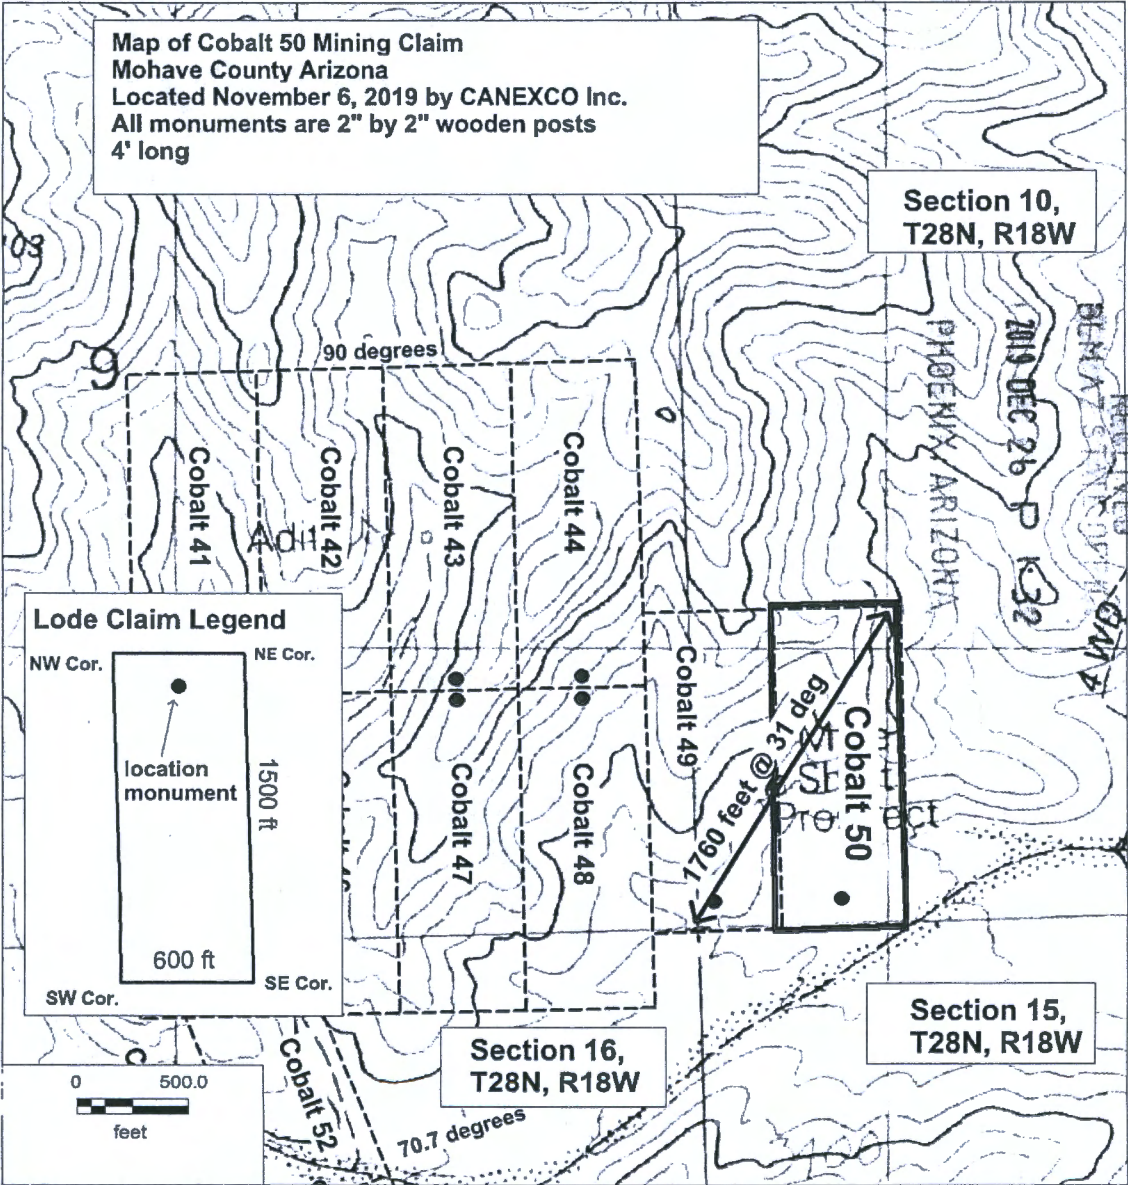 Map of Cobalt 50 Mining Claim
Mohave County Arizona
Located November 6, 2019 by CANEXCO Inc.
All monuments are 2" by 2" wooden posts
4' long
Section 10,
T28N, R18W
03
9
90 degrees
PHOENIX ARIZONA
2019 DEC 26 P
Cobalt 41
Cobalt 42
Cobalt 43
Cobalt 44
Adit
4 WD
Lode Claim Legend
NW Cor.
NE Cor.
location
monument
1500 ft
600 ft
SW Cor.
SE Cor.
Cobalt 47
Cobalt 48
Cobalt 49
1760 feet @ 31 deg
Cobalt 50
Section 15,
T28N, R18W
Section 16,
T28N, R18W
Cobalt 52
70.7 degrees
0 500.0
feet